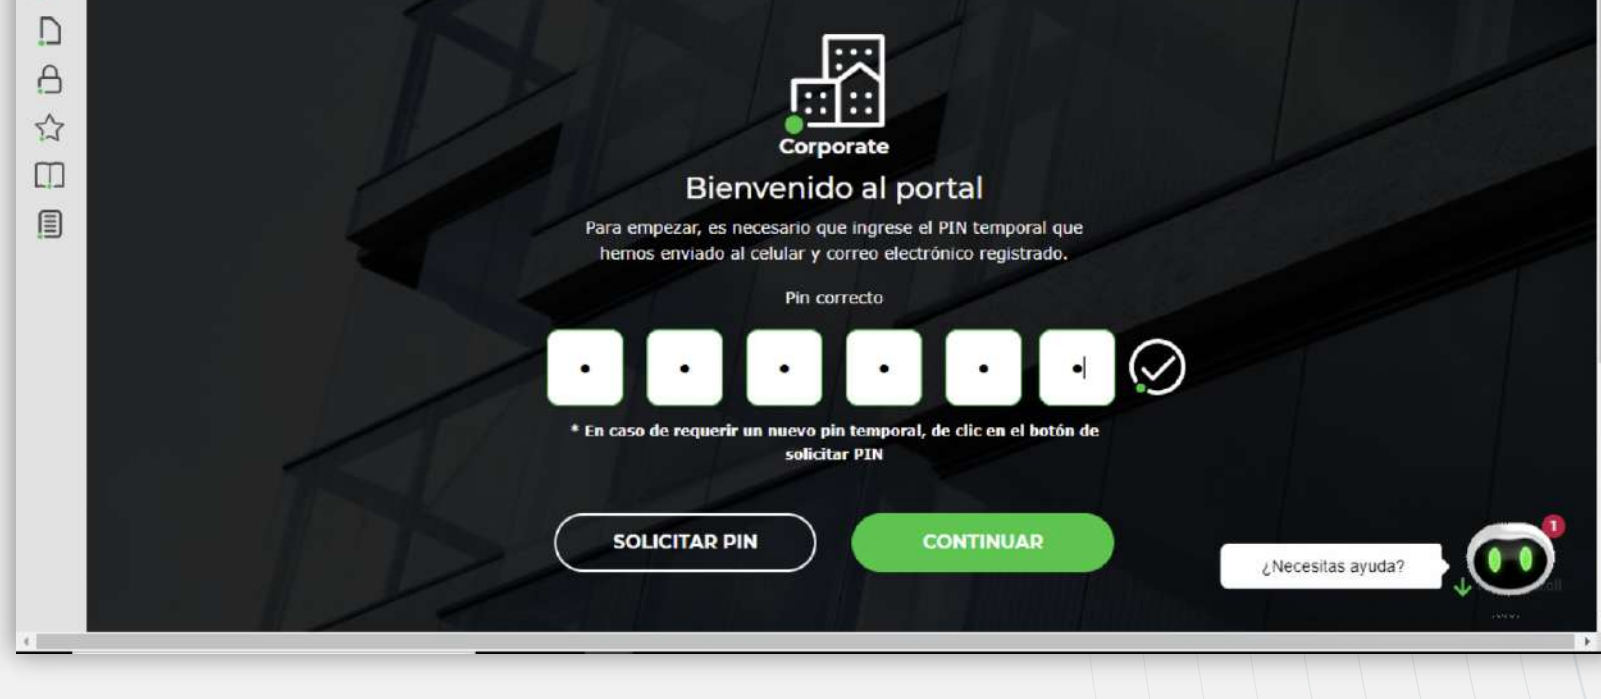 Corporate
Bienvenido al portal
Para empezar, es necesario que ingrese el PIN temporal que
hemos enviado al celular y correo electrónico registrado.
Pin correcto
* En caso de requerir un nuevo pin temporal, de clic en el botón de
solicitar PIN
SOLICITAR PIN
CONTINUAR
¿Necesitas ayuda?
1